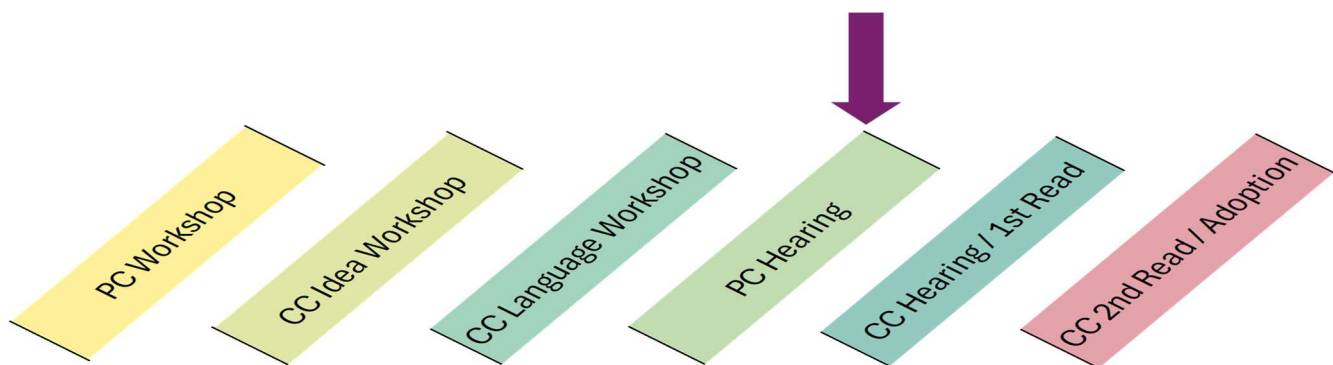 PC Workshop
CC Idea Workshop
CC Language Workshop
PC Hearing
CC Hearing / 1st Read
CC 2nd Read / Adoption